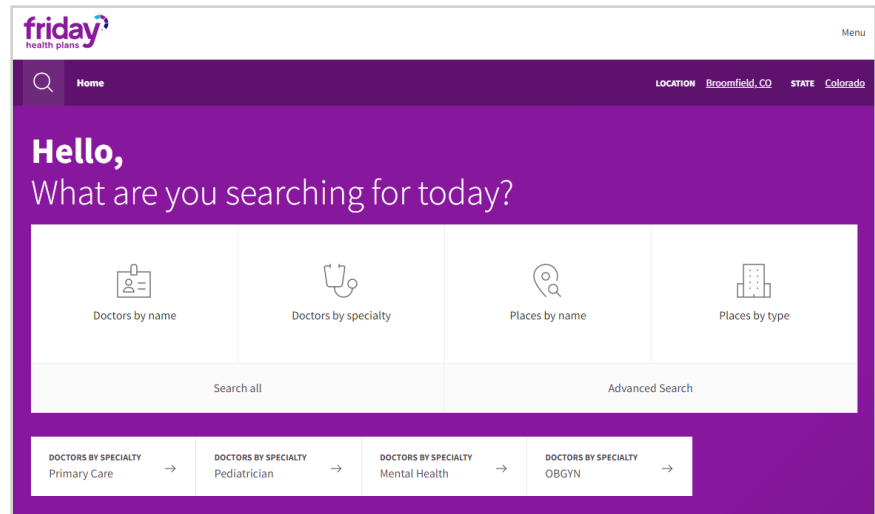 friday
health plans
Menu
Home
LOCATION Broomfield, CO STATE Colorado
Hello,
What are you searching for today?
Doctors by name
Doctors by specialty
Places by name
Places by type
Search all
Advanced Search
DOCTORS BY SPECIALTY
Primary Care
DOCTORS BY SPECIALTY
Pediatrician
DOCTORS BY SPECIALTY
Mental Health
DOCTORS BY SPECIALTY
OBGYN